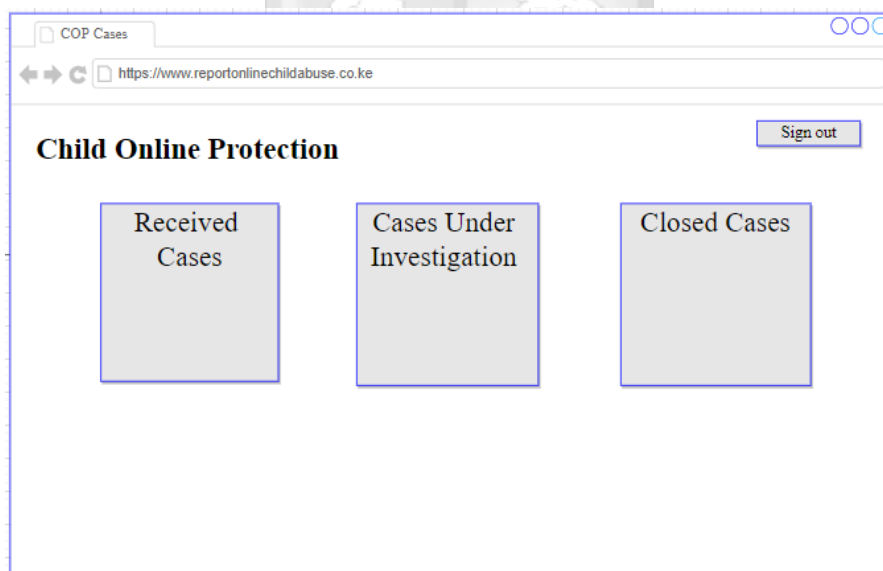 COP Cases
https://www.reportonlinechildabuse.co.ke
Sign out
Child Online Protection
Received
Cases
Cases Under
Investigation
Closed Cases